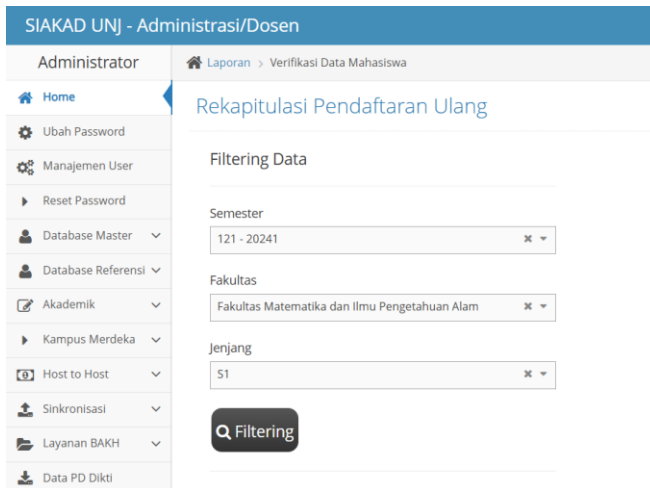 SIAKAD UNJ - Administrasi/Dosen
Administrator
Laporan > Verifikasi Data Mahasiswa
Home
Ubah Password
Manajemen User
Reset Password
Database Master
Database Referensi
Akademik
Kampus Merdeka
Host to Host
Sinkronisasi
Layanan BAKH
Data PD Dikti
Rekapitulasi Pendaftaran Ulang
Filtering Data
Semester
121 - 20241
Fakultas
Fakultas Matematika dan Ilmu Pengetahuan Alam
Jenjang
S1
Filtering